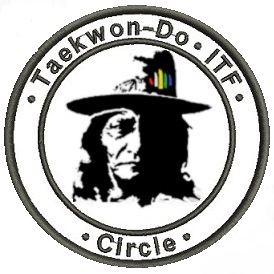 • Taekwon-Do • ITF •
• Circle •